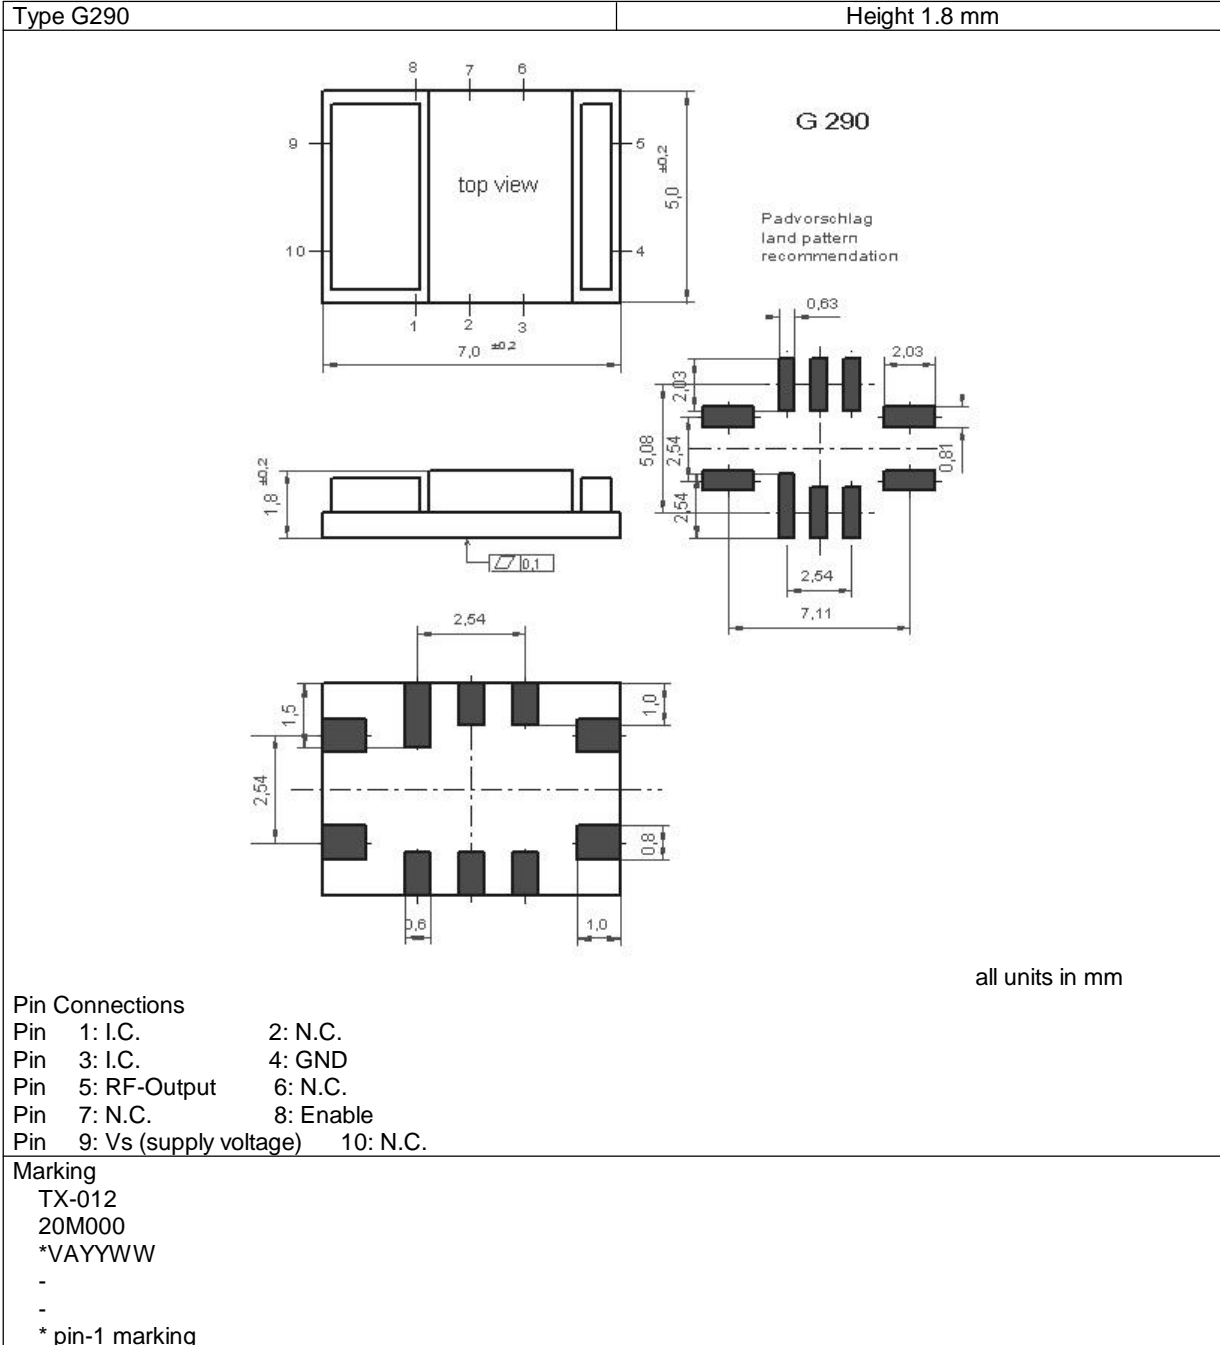 Type G290 Height 1.8 mm
8 7 6
G 290
9 5
±0,2
5,0
top view
Padvorschlag
land pattern
recommendation
10 4
1 2 3
7,0 ±0,2
0,63
2,03
2,03
5,08
2,54
0,81
2,54
2,54
7,11
1,8 ±0,2
0,1
2,54
1,5
1,0
2,54
0,8
0,6
1,0
all units in mm
Pin Connections
Pin 1: I.C. 2: N.C.
Pin 3: I.C. 4: GND
Pin 5: RF-Output 6: N.C.
Pin 7: N.C. 8: Enable
Pin 9: Vs (supply voltage) 10: N.C.
Marking
TX-012
20M000
*VAYYWW
-
-
* pin-1 marking